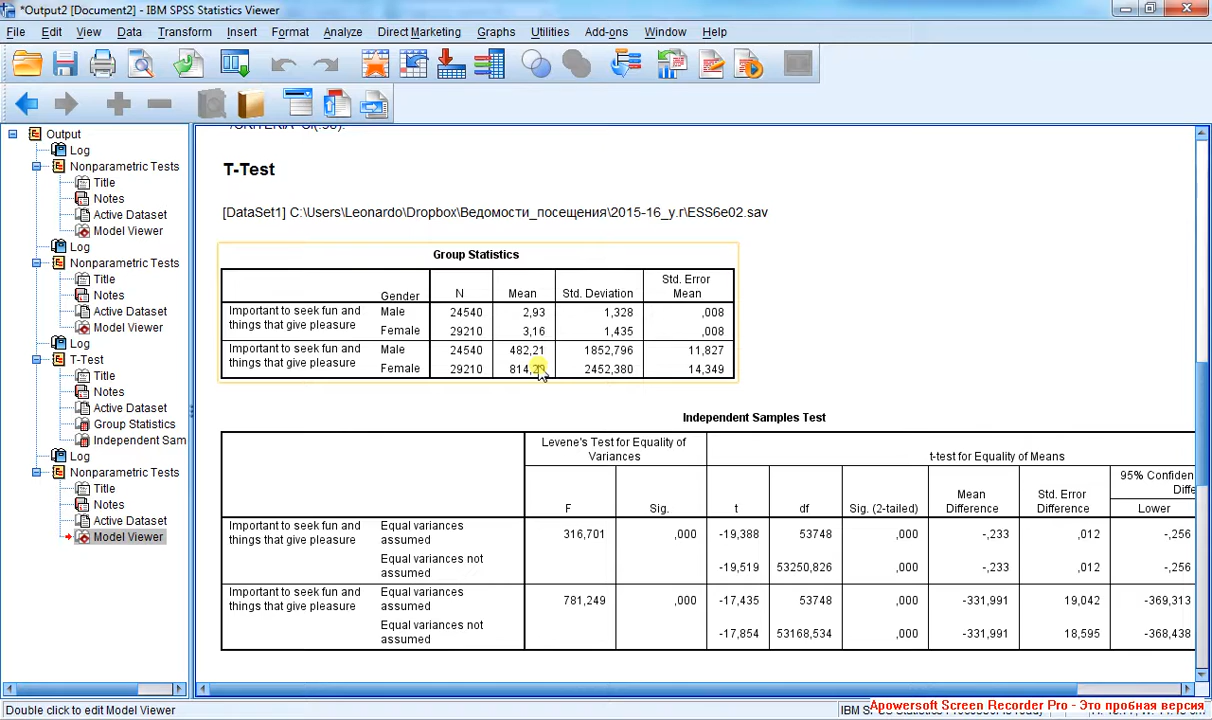 *Output2 [Document2] - IBM SPSS Statistics Viewer
File Edit View Data Transform Insert Format Analyze Direct Marketing Graphs Utilities Add-ons Window Help
Output
Log
Nonparametric Tests
Title
Notes
Active Dataset
Model Viewer
Log
Nonparametric Tests
Title
Notes
Active Dataset
Model Viewer
Log
T-Test
Title
Notes
Active Dataset
Group Statistics
Independent Sam
Log
Nonparametric Tests
Title
Notes
Active Dataset
Model Viewer
T-Test
[DataSet1] C:\Users\Leonardo\Dropbox\Ведомости_посещения\2015-16_у.г\ESS6e02.sav
Group Statistics
Gender N Mean Std. Deviation Std. Error Mean
Important to seek fun and things that give pleasure Male 24540 2,93 1,328 ,008
Female 29210 3,16 1,435 ,008
Important to seek fun and things that give pleasure Male 24540 482,21 1852,796 11,827
Female 29210 2452,380 14,349
Independent Samples Test
Levene's Test for Equality of Variances t-test for Equality of Means
95% Confiden
Diffe
F Sig. t df Sig. (2-tailed) Mean Difference Std. Error Difference Lower
Important to seek fun and things that give pleasure Equal variances assumed 316,701 ,000 -19,388 53748 ,000 -,233 ,012 -,256
Equal variances not assumed -19,519 53250,826 ,000 -,233 ,012 -,256
Important to seek fun and things that give pleasure Equal variances assumed 781,249 ,000 -17,435 53748 ,000 -331,991 19,042 -369,313
Equal variances not assumed -17,854 53168,534 ,000 -331,991 18,595 -368,438
Double click to edit Model Viewer
Apowersoft Screen Recorder Pro - Это пробная версия